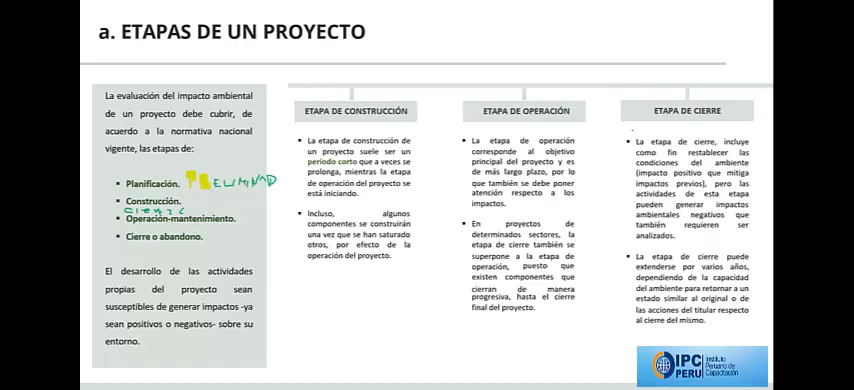 a. ETAPAS DE UN PROYECTO
La evaluación del impacto ambiental
de un proyecto debe cubrir, de
acuerdo a la normativa nacional
vigente, las etapas de:
▪ Planificación.
▪ Construcción.
▪ Operación-mantenimiento.
▪ Cierre o abandono.
El desarrollo de las actividades
propias del proyecto sean
susceptibles de generar impactos -ya
sean positivos o negativos- sobre su
entorno.
ETAPA DE CONSTRUCCIÓN
▪ La etapa de construcción de
un proyecto suele ser un
período corto que a veces se
prolonga, mientras la etapa
de operación del proyecto se
está iniciando.
▪ Incluso, algunos
componentes se construirán
una vez que se han saturado
otros, por efecto de la
operación del proyecto.
ETAPA DE OPERACIÓN
▪ La etapa de operación
corresponde al objetivo
principal del proyecto y es
de más largo plazo, por lo
que también se debe poner
atención respecto a los
impactos.
▪ En proyectos de
determinados sectores, la
etapa de cierre también se
superpone a la etapa de
operación, puesto que
existen componentes que
cierran de manera
progresiva, hasta el cierre
final del proyecto.
ETAPA DE CIERRE
▪ La etapa de cierre, incluye
como fin restablecer las
condiciones del ambiente
(impacto positivo que mitiga
impactos previos), pero las
actividades de esta etapa
pueden generar impactos
ambientales negativos que
también requieren ser
analizados.
▪ La etapa de cierre puede
extenderse por varios años,
dependiendo de la capacidad
del ambiente para retornar a un
estado similar al original o de
las acciones del titular respecto
al cierre del mismo.
IPC PERU
Instituto
Peruano de
Capacitación